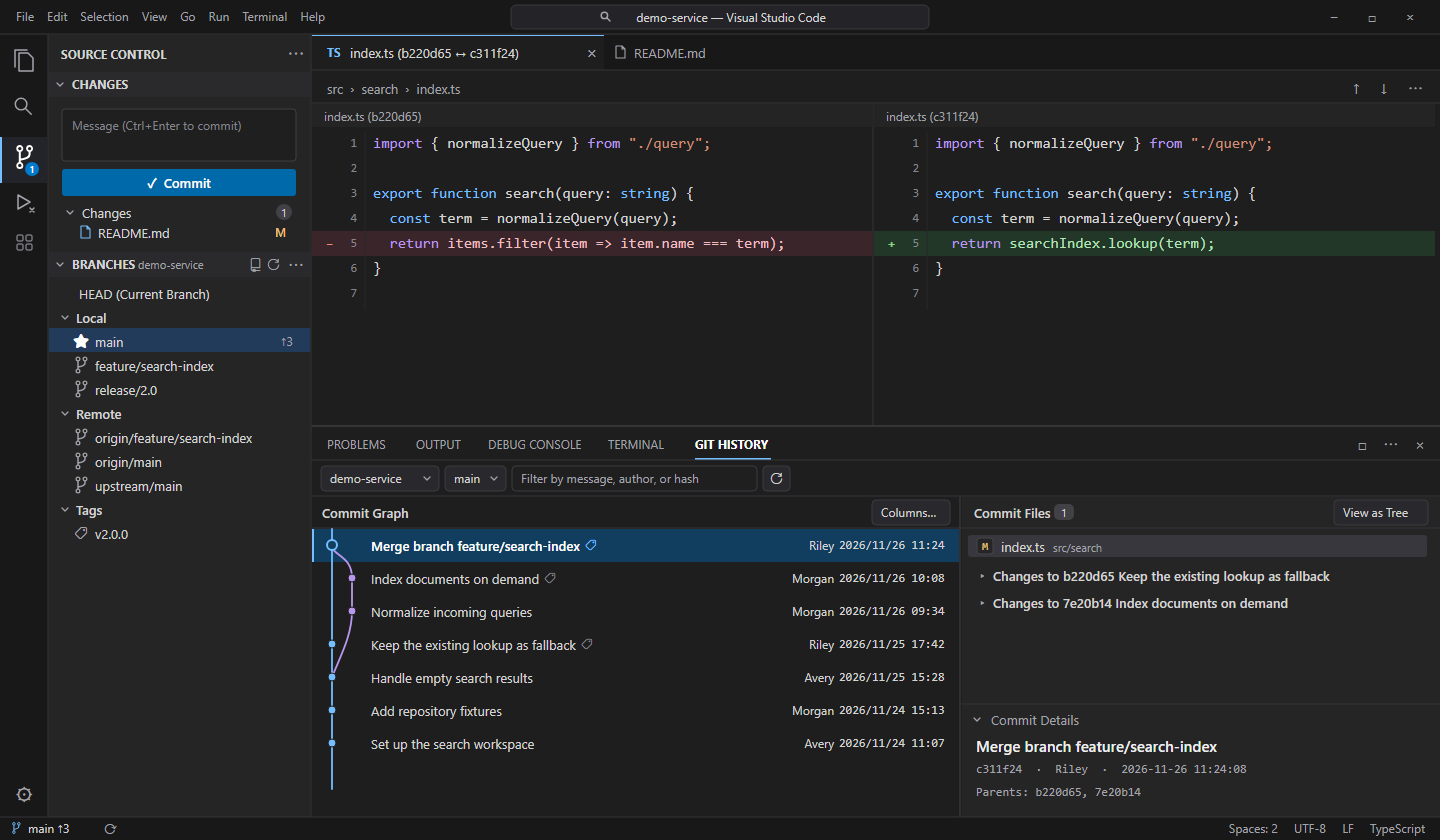 File Edit Selection View Go Run Terminal Help
demo-service — Visual Studio Code
SOURCE CONTROL
CHANGES
Message (Ctrl+Enter to commit)
✓ Commit
Changes 1
README.md M
BRANCHES demo-service
HEAD (Current Branch)
Local
main ↑3
feature/search-index
release/2.0
Remote
origin/feature/search-index
origin/main
upstream/main
Tags
v2.0.0
1
TS index.ts (b220d65 ↔ c311f24) ×
README.md
src › search › index.ts
↑ ↓ ···
index.ts (b220d65)
1 import { normalizeQuery } from "./query";
2
3 export function search(query: string) {
4 const term = normalizeQuery(query);
− 5 return items.filter(item => item.name === term);
6 }
7
index.ts (c311f24)
1 import { normalizeQuery } from "./query";
2
3 export function search(query: string) {
4 const term = normalizeQuery(query);
+ 5 return searchIndex.lookup(term);
6 }
7
PROBLEMS OUTPUT DEBUG CONSOLE TERMINAL GIT HISTORY
demo-service main Filter by message, author, or hash
Commit Graph Columns...
Merge branch feature/search-index Riley 2026/11/26 11:24
Index documents on demand Morgan 2026/11/26 10:08
Normalize incoming queries Morgan 2026/11/26 09:34
Keep the existing lookup as fallback Riley 2026/11/25 17:42
Handle empty search results Avery 2026/11/25 15:28
Add repository fixtures Morgan 2026/11/24 15:13
Set up the search workspace Avery 2026/11/24 11:07
Commit Files 1 View as Tree
M index.ts src/search
Changes to b220d65 Keep the existing lookup as fallback
Changes to 7e20b14 Index documents on demand
Commit Details
Merge branch feature/search-index
c311f24 · Riley · 2026-11-26 11:24:08
Parents: b220d65, 7e20b14
main ↑3
Spaces: 2 UTF-8 LF TypeScript